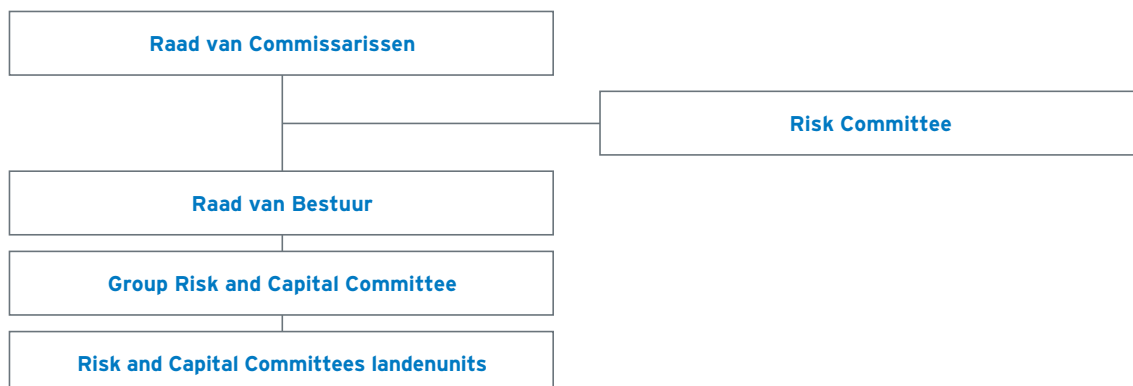 Raad van Commissarissen
Risk Committee
Raad van Bestuur
Group Risk and Capital Committee
Risk and Capital Committees landenunits